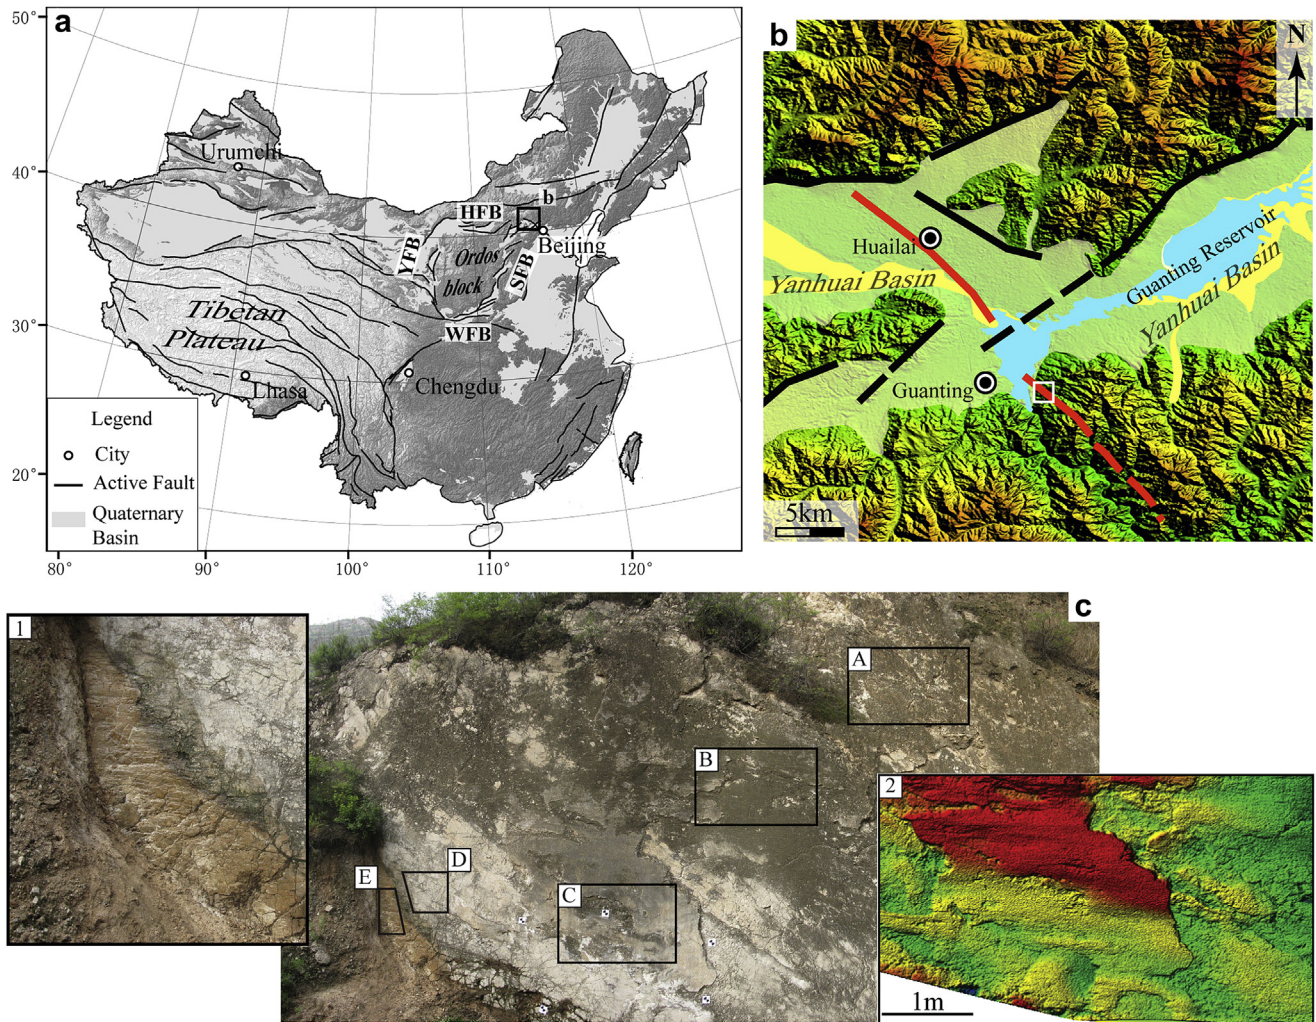 a
50°
40°
30°
20°
80°
90°
100°
110°
120°
Urumchi
HFB
b
Beijing
YFB
Ordos
block
SFB
Tibetan
Plateau
WFB
Lhasa
Chengdu
Legend
City
Active Fault
Quaternary
Basin
b
N
Huailai
Yanhuai Basin
Guanting Reservoir
Yanhuai Basin
Guanting
5km
c
1
A
B
C
D
E
2
1m